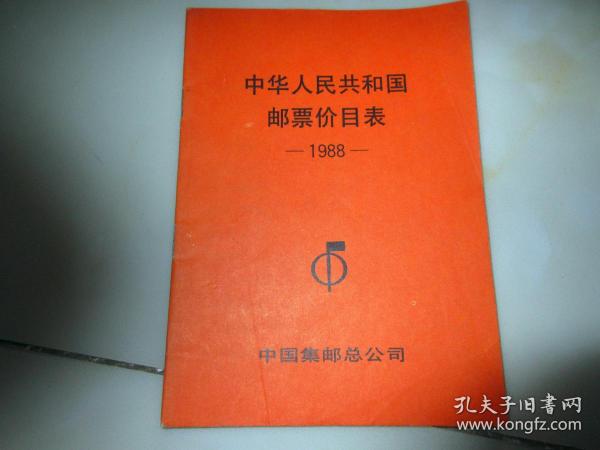 中华人民共和国
邮票价目表
—1988—
中国集邮总公司
孔夫子旧書网
www.kongfz.com